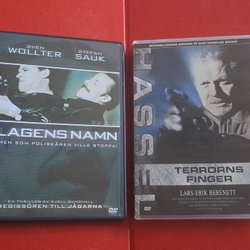 SVEN WOLLTER
STEFAN SAUK
LAGENS NAMN
MEN SOM POLISKÅREN VILLE STOPPA!
EN THRILLER AV KJELL SUNDVALL
REGISSÖREN TILL JÄGARNA
HASSEL
TERRORNS
FINGER
LARS-ERIK BERENETT